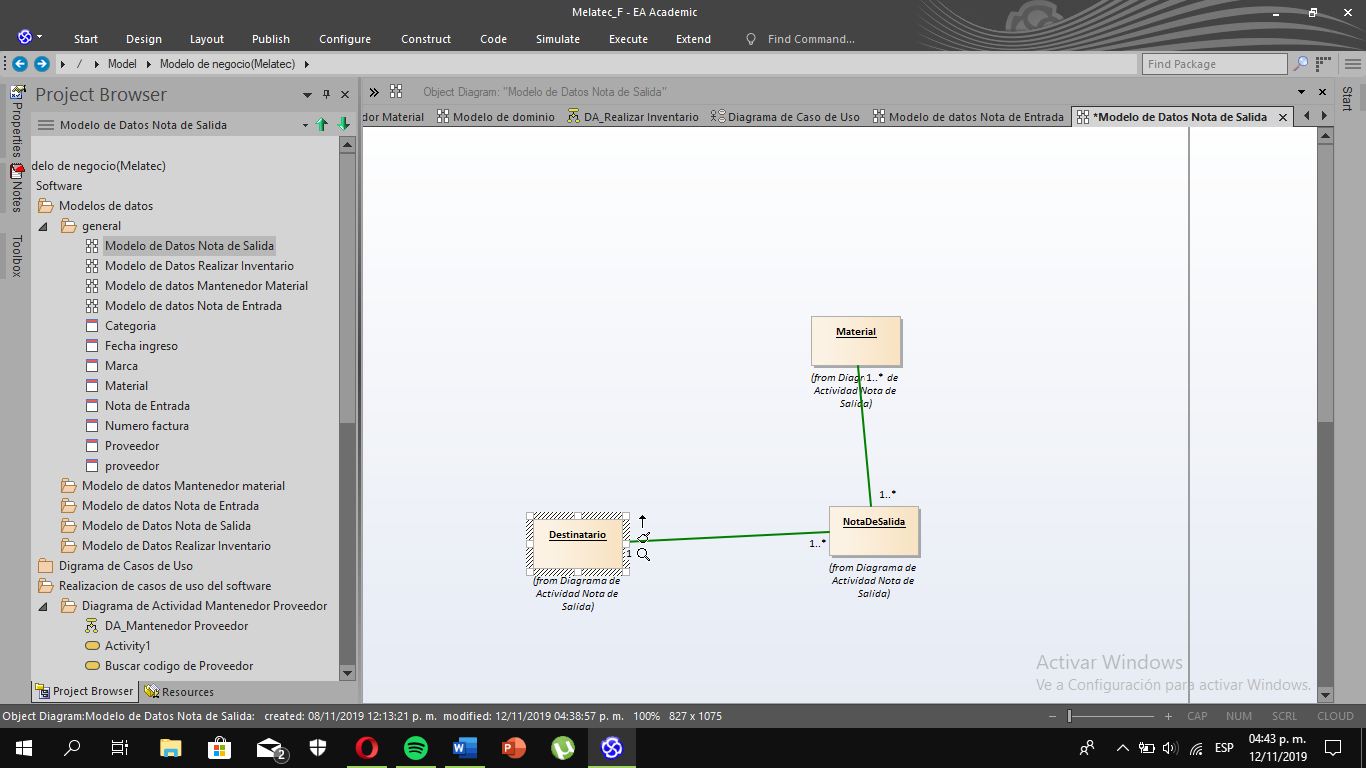 Melatec_F - EA Academic
Start Design Layout Publish Configure Construct Code Simulate Execute Extend Find Command...
/ Model Modelo de negocio(Melatec)
Find Package
Properties
Notes
Toolbox
Project Browser
Modelo de Datos Nota de Salida
delo de negocio(Melatec)
Software
Modelos de datos
general
Modelo de Datos Nota de Salida
Modelo de Datos Realizar Inventario
Modelo de datos Mantenedor Material
Modelo de datos Nota de Entrada
Categoria
Fecha ingreso
Marca
Material
Nota de Entrada
Numero factura
Proveedor
proveedor
Modelo de datos Mantenedor material
Modelo de datos Nota de Entrada
Modelo de Datos Nota de Salida
Modelo de Datos Realizar Inventario
Digrama de Casos de Uso
Realizacion de casos de uso del software
Diagrama de Actividad Mantenedor Proveedor
DA_Mantenedor Proveedor
Activity1
Buscar codigo de Proveedor
Project Browser Resources
Object Diagram: "Modelo de Datos Nota de Salida"
dor Material Modelo de dominio DA_Realizar Inventario Diagrama de Caso de Uso Modelo de datos Nota de Entrada *Modelo de Datos Nota de Salida
Start
Material
(from Diagr 1..* de
Actividad Nota de
Salida)
1..*
NotaDeSalida
1..*
(from Diagrama de
Actividad Nota de
Salida)
Destinatario
1
(from Diagrama de
Actividad Nota de
Salida)
Activar Windows
Ve a Configuración para activar Windows.
Object Diagram:Modelo de Datos Nota de Salida: created: 08/11/2019 12:13:21 p. m. modified: 12/11/2019 04:38:57 p. m. 100% 827 x 1075
CAP NUM SCRL CLOUD
2
ESP
04:43 p. m.
12/11/2019